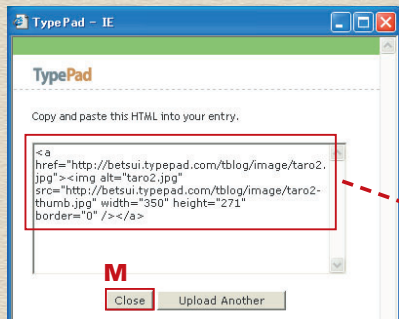 TypePad – IE
TypePad
Copy and paste this HTML into your entry.
<a
href="http://betsui.typepad.com/tblog/image/taro2.
jpg"><img alt="taro2.jpg"
src="http://betsui.typepad.com/tblog/image/taro2-
thumb.jpg" width="350" height="271"
border="0" /></a>
M
Close
Upload Another